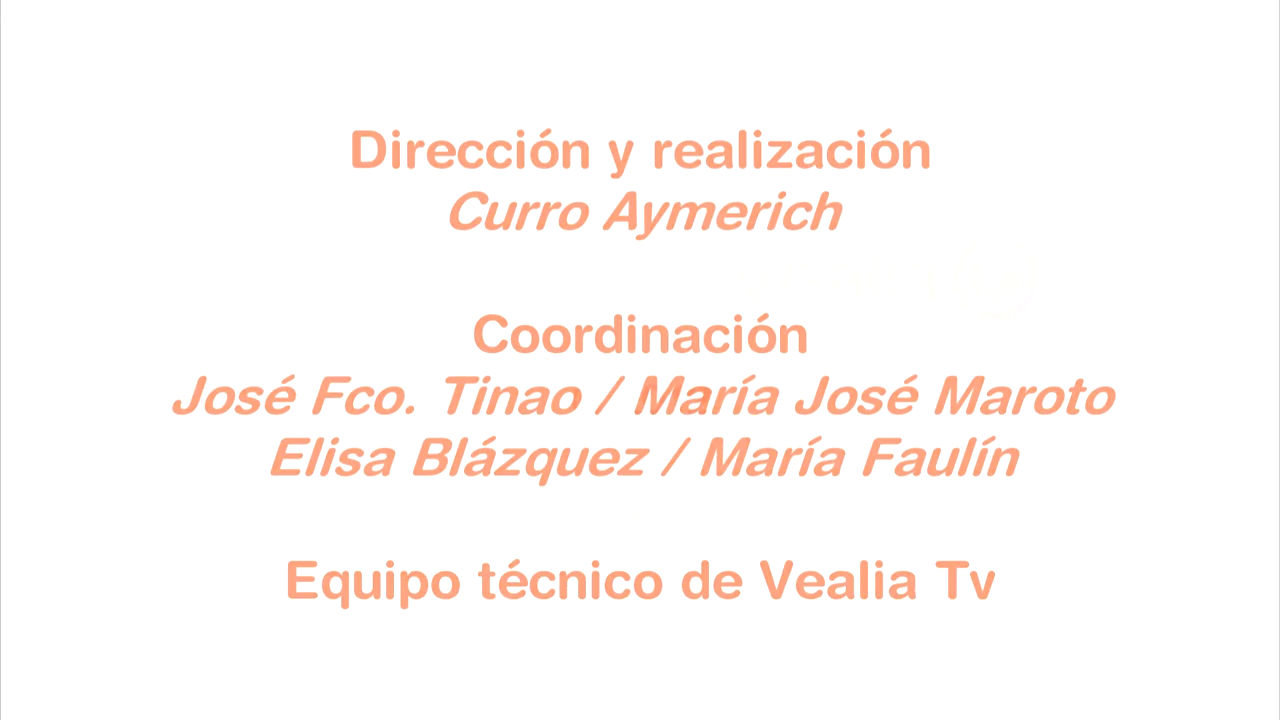 Dirección y realización
Curro Aymerich
Coordinación
José Fco. Tinao / María José Maroto
Elisa Blázquez / María Faulín
Equipo técnico de Vealia Tv